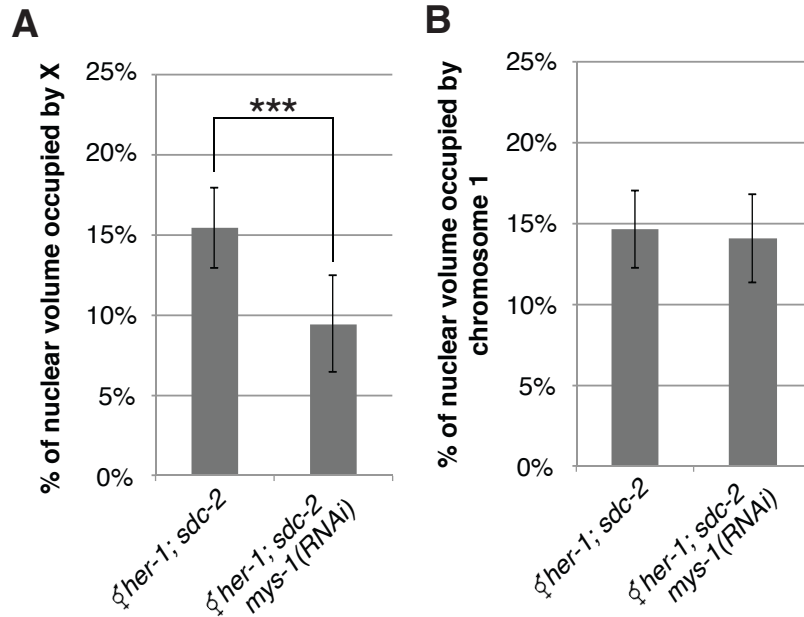 A
% of nuclear volume occupied by X
25%
20%
15%
10%
5%
0%
***
⚥her-1; sdc-2
⚥her-1; sdc-2
mys-1(RNAi)
B
% of nuclear volume occupied by
chromosome 1
25%
20%
15%
10%
5%
0%
⚥her-1; sdc-2
⚥her-1; sdc-2
mys-1(RNAi)